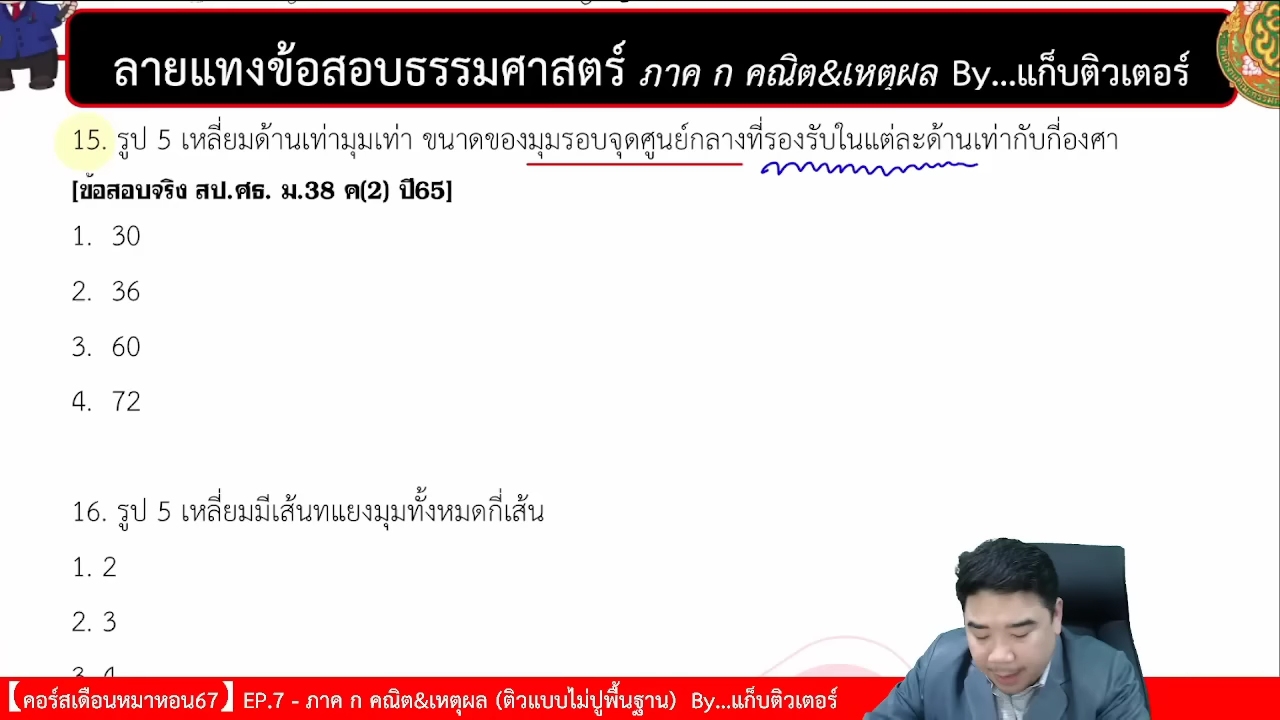 ลายแทงข้อสอบธรรมศาสตร์ ภาค ก คณิต&เหตุผล By...แก็บติวเตอร์
15. รูป 5 เหลี่ยมด้านเท่ามุมเท่า ขนาดของมุมรอบจุดศูนย์กลางที่รองรับในแต่ละด้านเท่ากับกี่องศา
[ข้อสอบจริง สป.ศธ. ม.38 ค(2) ปี65]
1. 30
2. 36
3. 60
4. 72
16. รูป 5 เหลี่ยมมีเส้นทแยงมุมทั้งหมดกี่เส้น
1. 2
2. 3
3. 4
【คอร์สเดือนหมาหอน67】EP.7 - ภาค ก คณิต&เหตุผล (ติวแบบไม่ปูพื้นฐาน) By...แก็บติวเตอร์